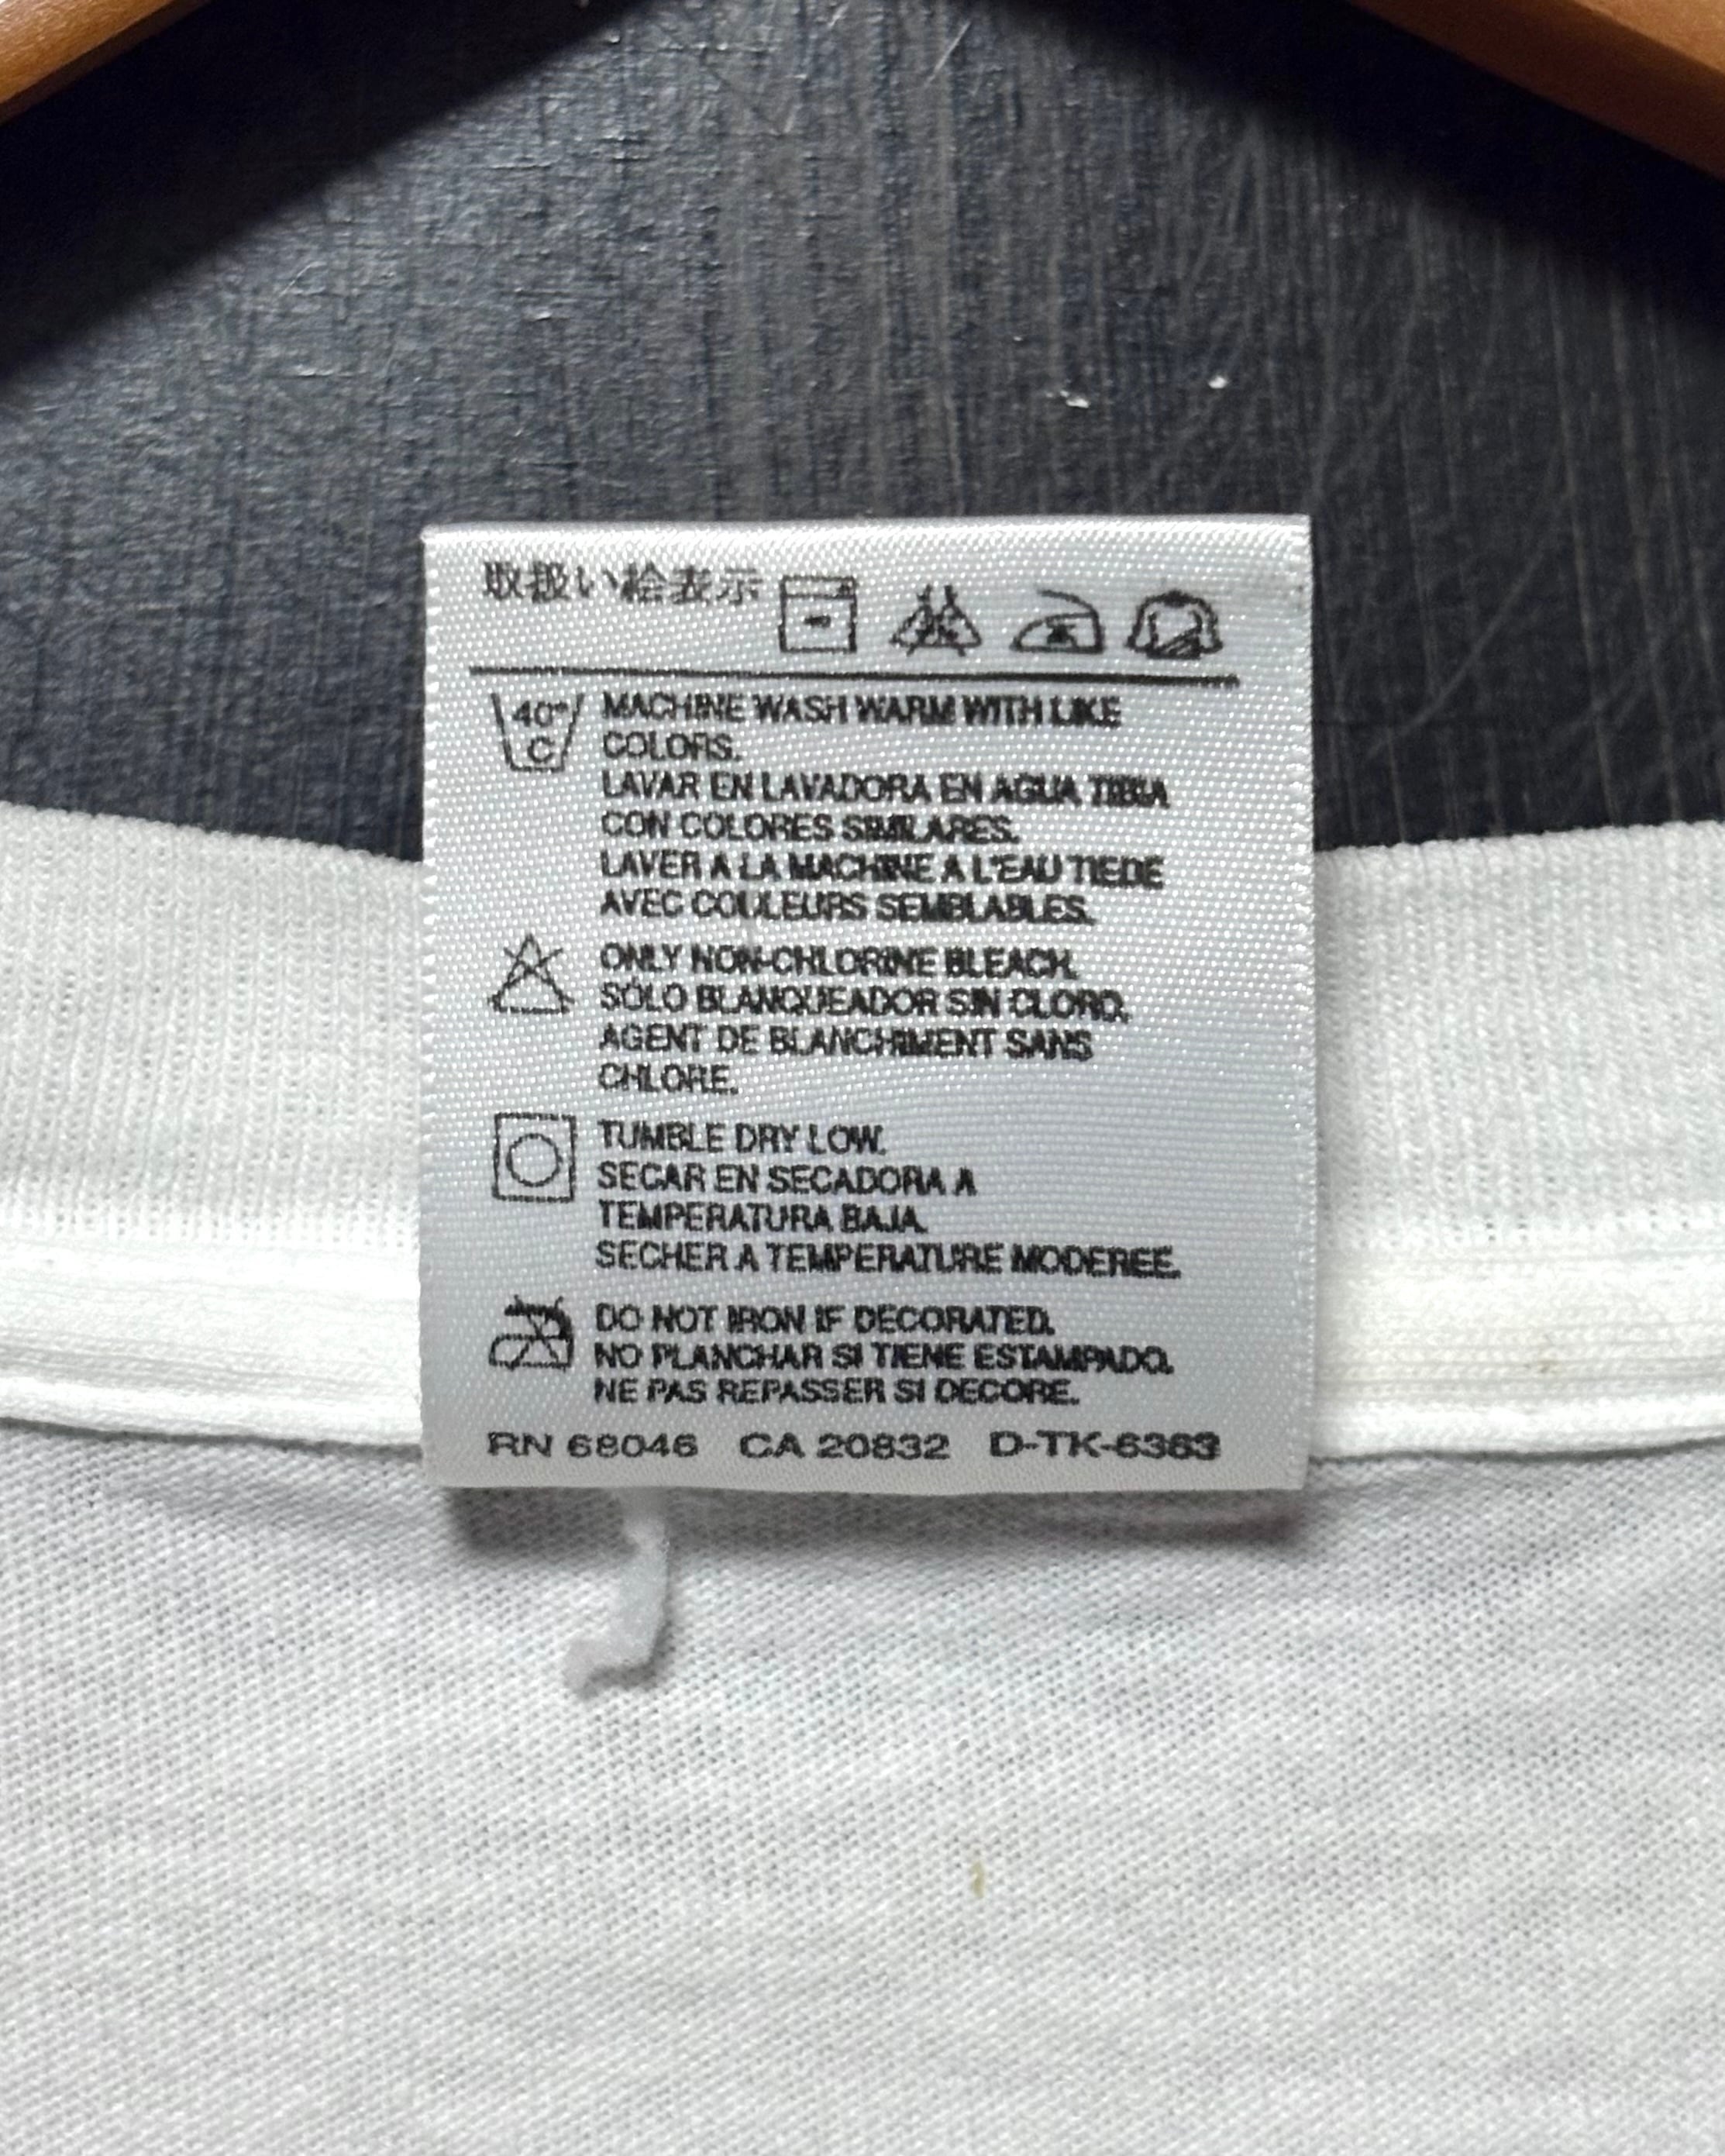 取扱い絵表示
40°
C
MACHINE WASH WARM WITH LIKE
COLORS.
LAVAR EN LAVADORA EN AGUA TIBIA
CON COLORES SIMILARES.
LAVER A LA MACHINE A L'EAU TIEDE
AVEC COULEURS SEMBLABLES.
ONLY NON-CHLORINE BLEACH.
SOLO BLANQUEADOR SIN CLORO.
AGENT DE BLANCHIMENT SANS
CHLORE.
TUMBLE DRY LOW.
SECAR EN SECADORA A
TEMPERATURA BAJA.
SECHER A TEMPERATURE MODEREE.
DO NOT IRON IF DECORATED.
NO PLANCHAR SI TIENE ESTAMPADO.
NE PAS REPASSER SI DECORE.
RN 68046 CA 20832 D-TK-6363